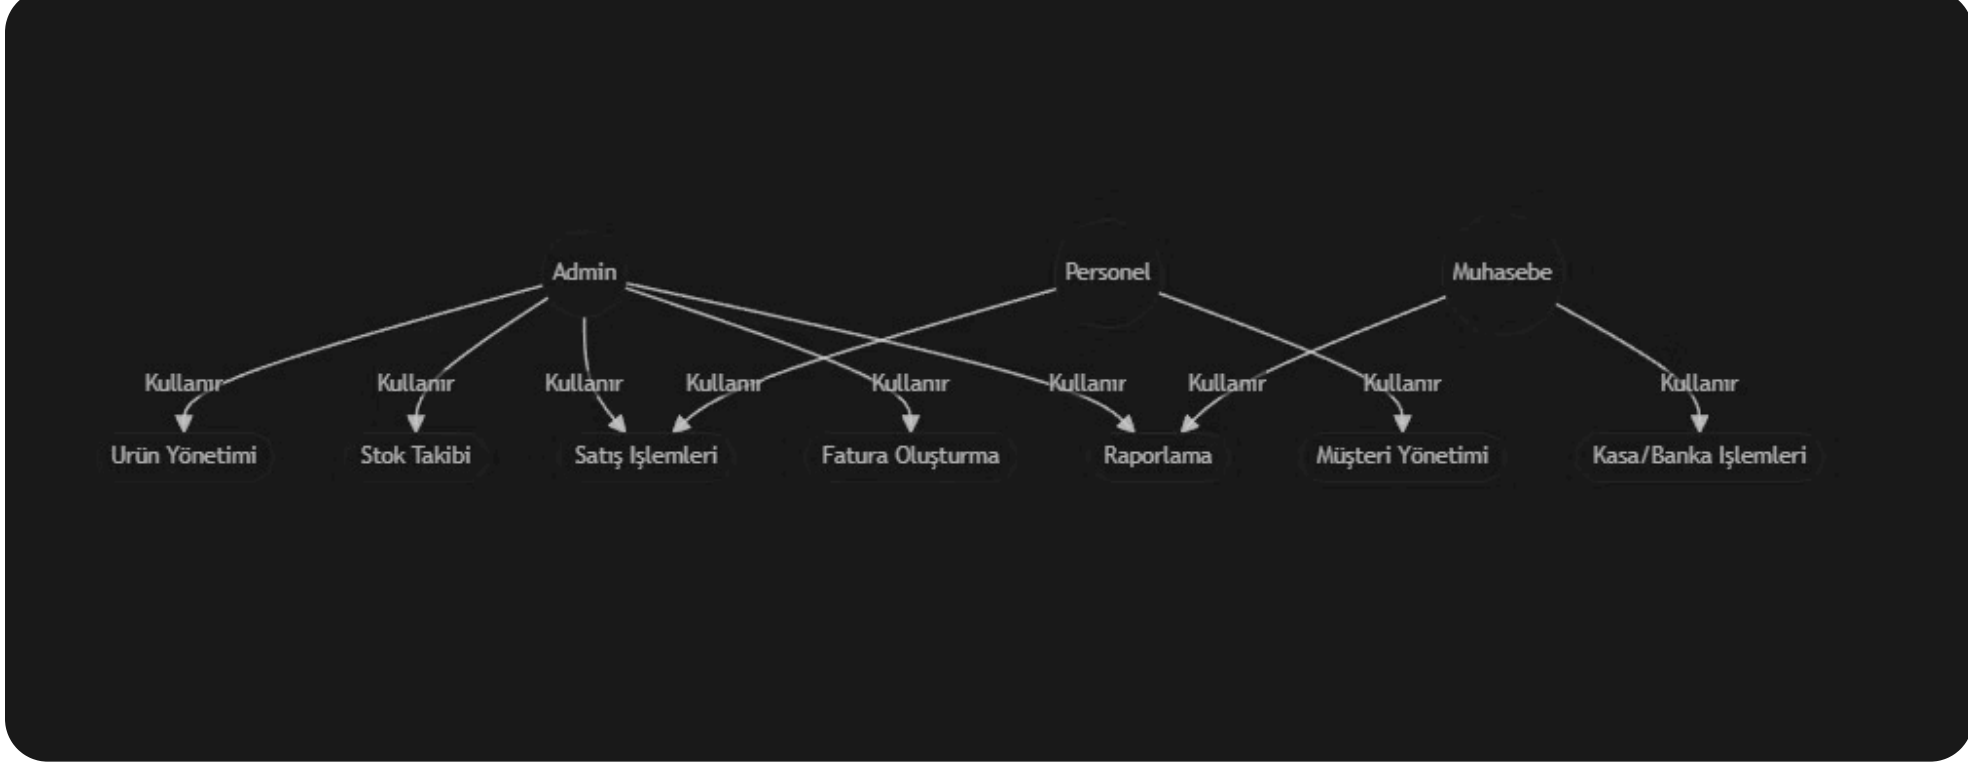 Admin
Personel
Muhasebe
Kullanır
Kullanır
Kullanır
Kullanır
Kullanır
Kullanır
Kullanır
Kullanır
Kullanır
Ürün Yönetimi
Stok Takibi
Satış İşlemleri
Fatura Oluşturma
Raporlama
Müşteri Yönetimi
Kasa/Banka İşlemleri